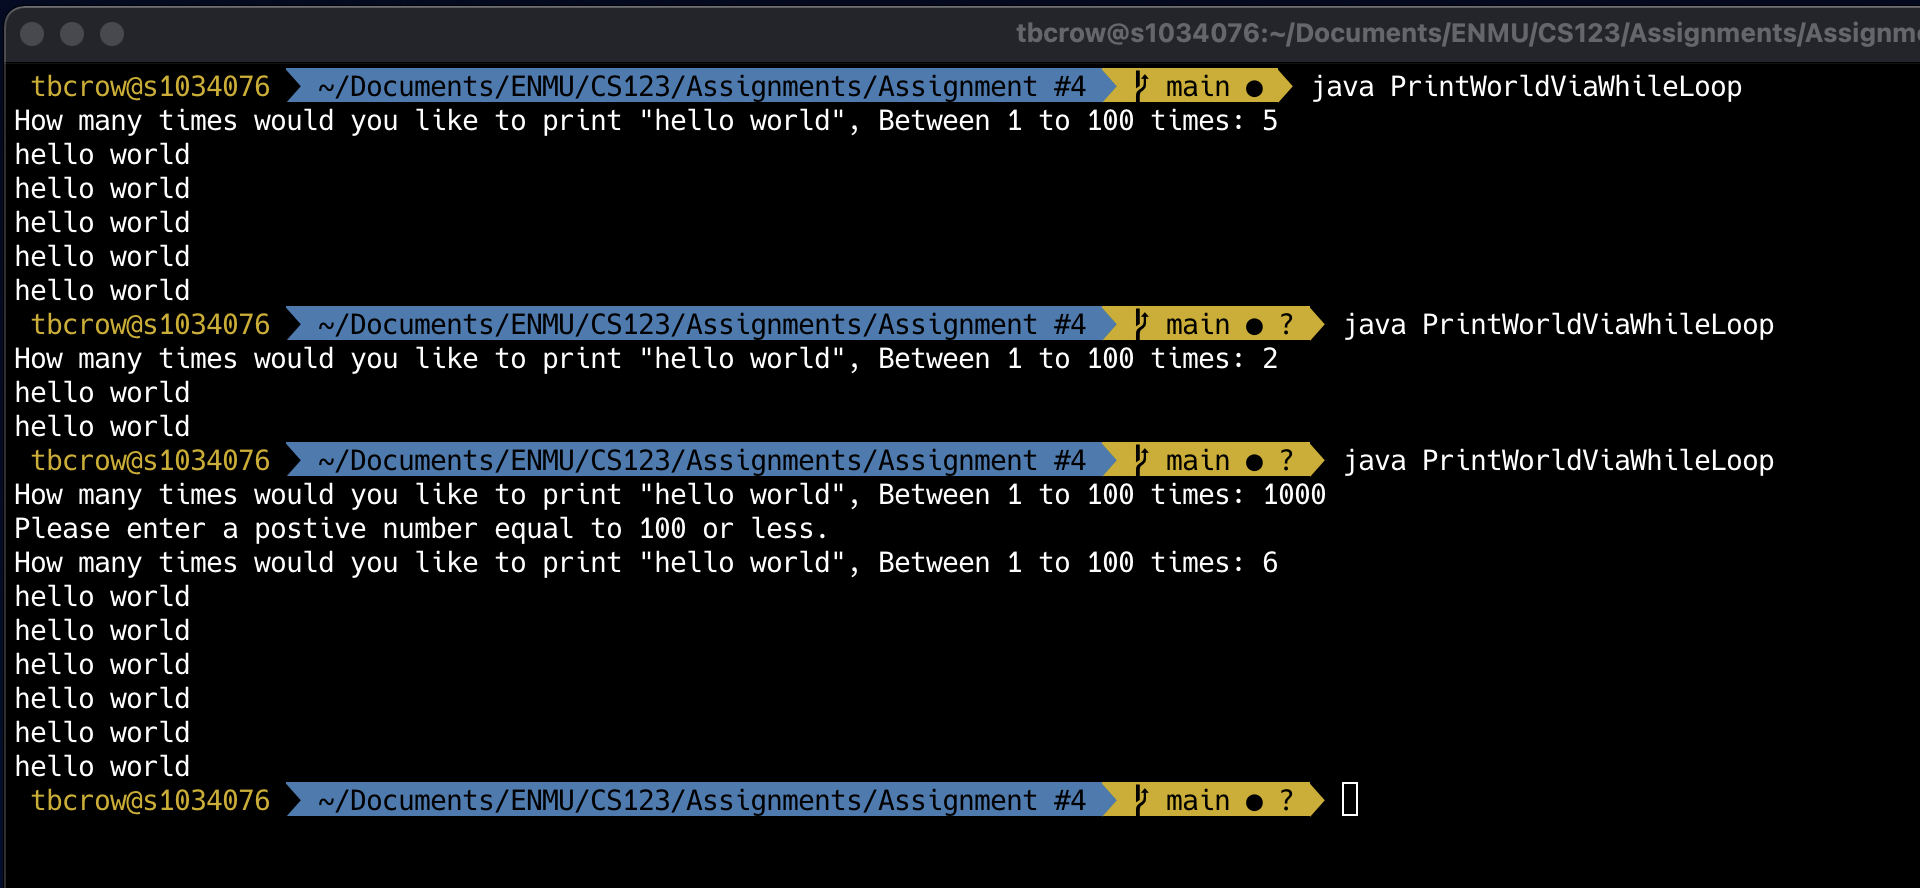 tbcrow@s1034076:~/Documents/ENMU/CS123/Assignments/Assignm
tbcrow@s1034076 ~/Documents/ENMU/CS123/Assignments/Assignment #4 main ● java PrintWorldViaWhileLoop
How many times would you like to print "hello world", Between 1 to 100 times: 5
hello world
hello world
hello world
hello world
hello world
tbcrow@s1034076 ~/Documents/ENMU/CS123/Assignments/Assignment #4 main ● ? java PrintWorldViaWhileLoop
How many times would you like to print "hello world", Between 1 to 100 times: 2
hello world
hello world
tbcrow@s1034076 ~/Documents/ENMU/CS123/Assignments/Assignment #4 main ● ? java PrintWorldViaWhileLoop
How many times would you like to print "hello world", Between 1 to 100 times: 1000
Please enter a postive number equal to 100 or less.
How many times would you like to print "hello world", Between 1 to 100 times: 6
hello world
hello world
hello world
hello world
hello world
hello world
tbcrow@s1034076 ~/Documents/ENMU/CS123/Assignments/Assignment #4 main ● ?